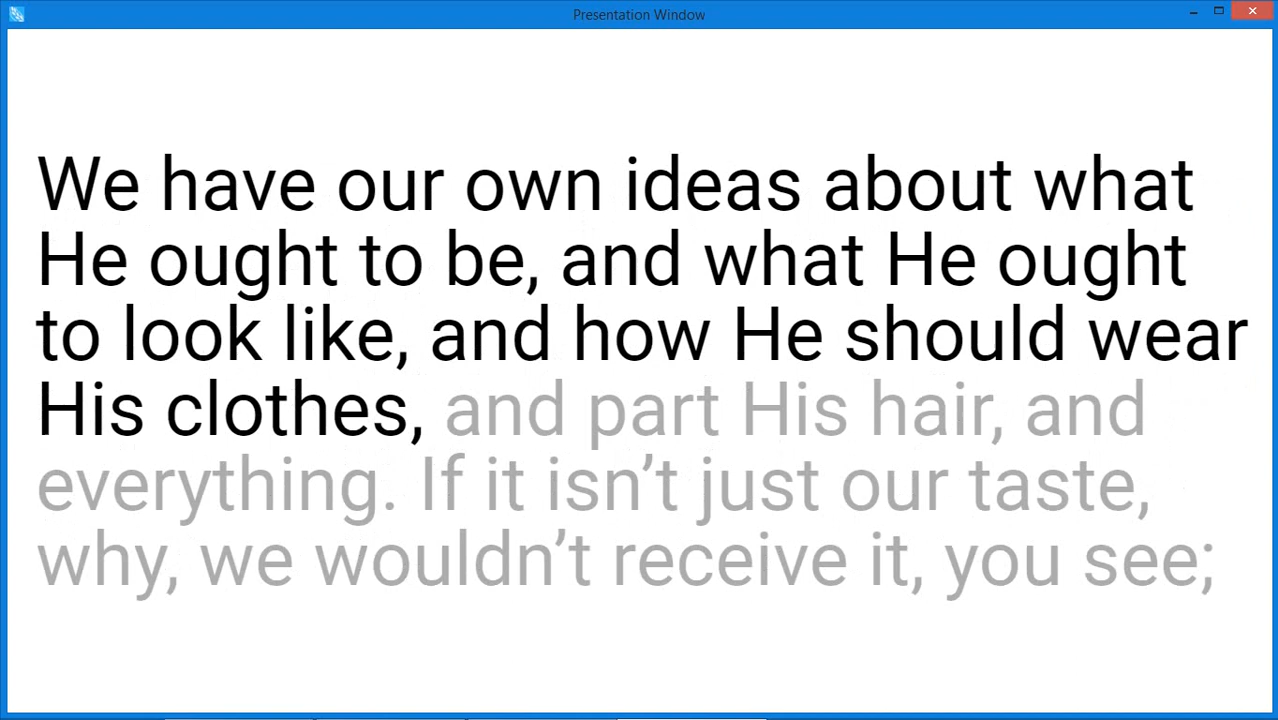 Presentation Window
We have our own ideas about what
He ought to be, and what He ought
to look like, and how He should wear
His clothes, and part His hair, and
everything. If it isn’t just our taste,
why, we wouldn’t receive it, you see;